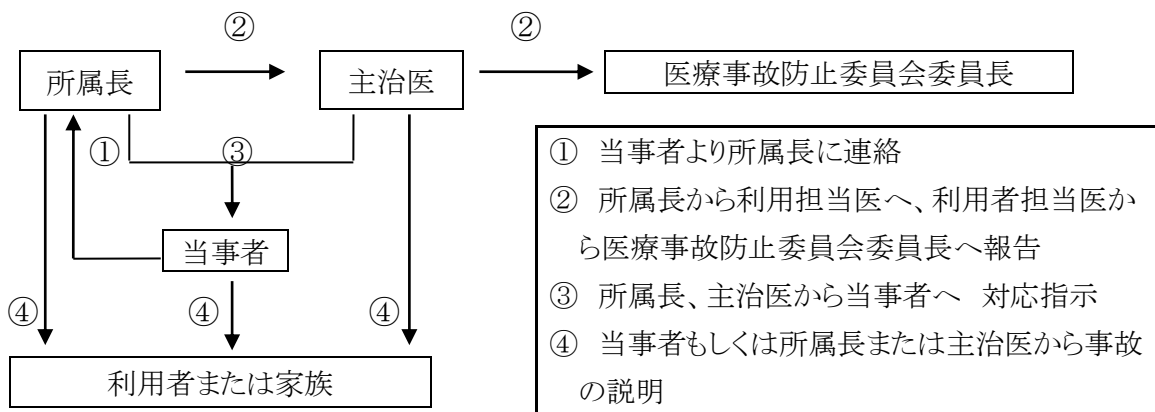 ② ②
所属長 主治医 医療事故防止委員会委員長
① ③
当事者
④ ④ ④
利用者または家族
① 当事者より所属長に連絡
② 所属長から利用担当医へ、利用者担当医か
ら医療事故防止委員会委員長へ報告
③ 所属長、主治医から当事者へ 対応指示
④ 当事者もしくは所属長または主治医から事故
の説明